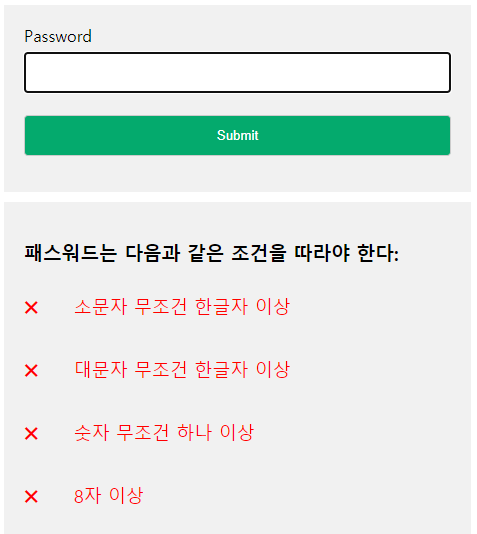 Password
Submit
패스워드는 다음과 같은 조건을 따라야 한다:
소문자 무조건 한글자 이상
대문자 무조건 한글자 이상
숫자 무조건 하나 이상
8자 이상